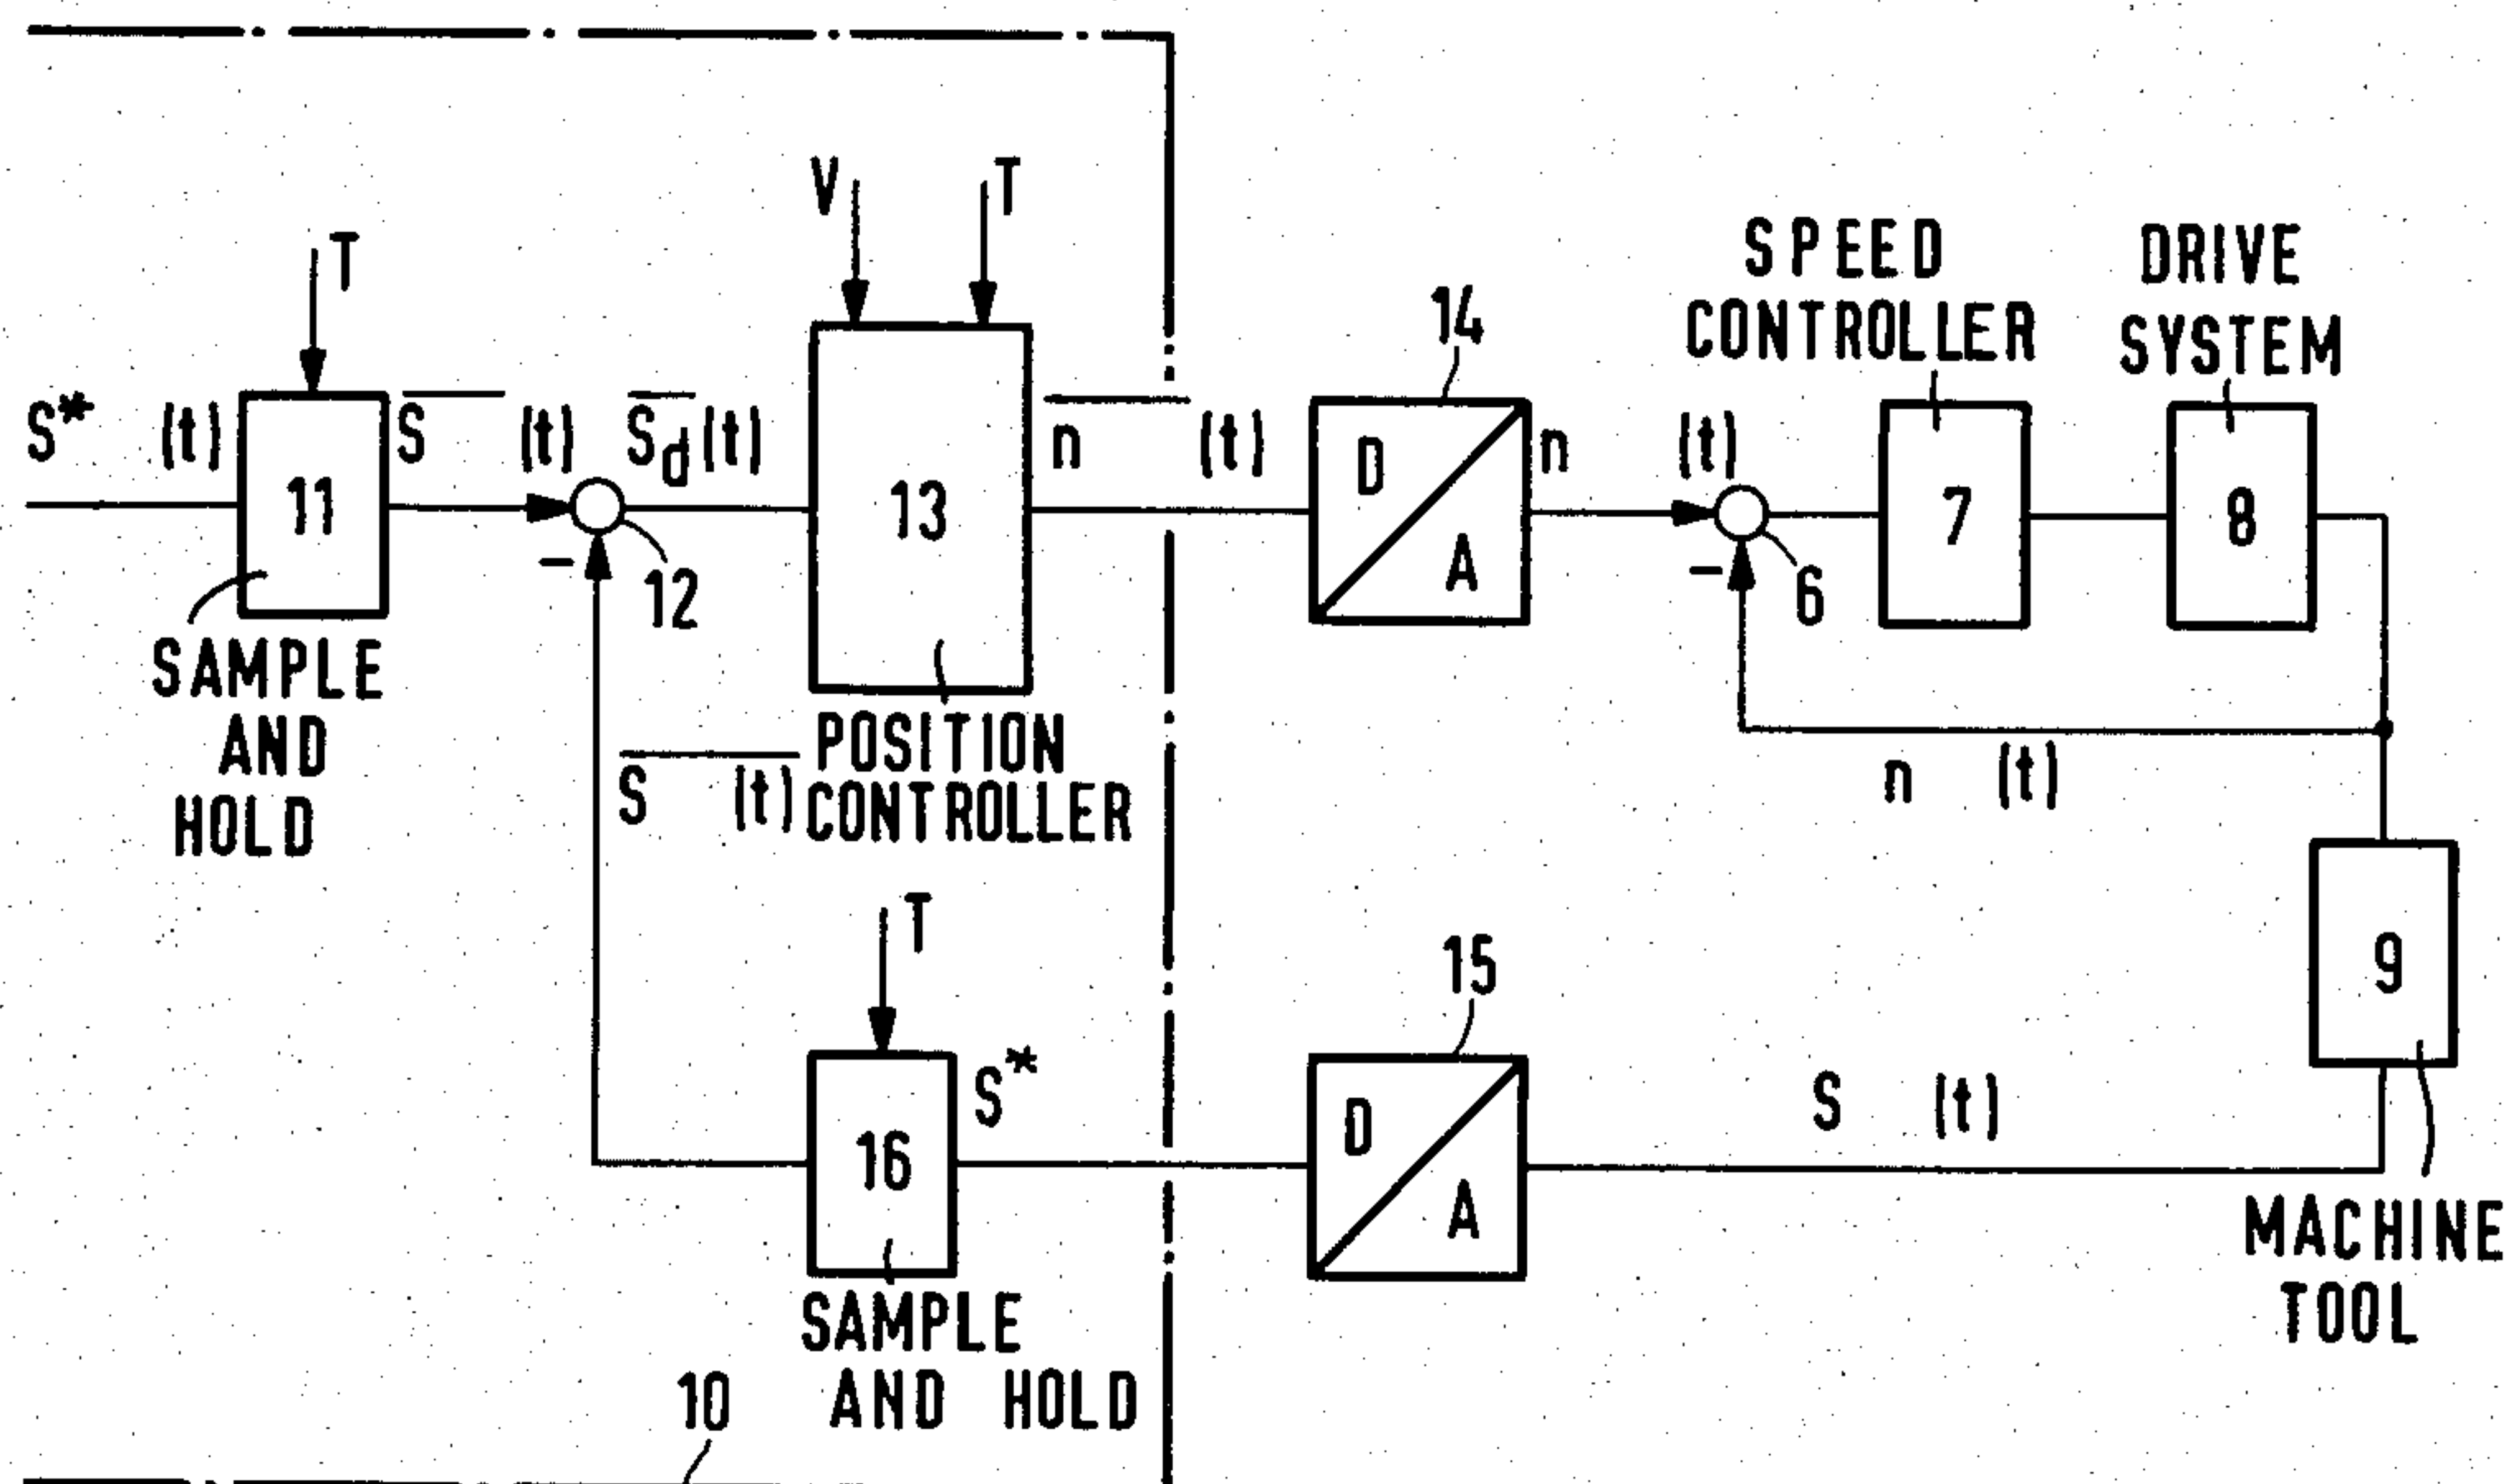 V T
T
SPEED CONTROLLER
DRIVE SYSTEM
14
S* (t)
11
S̅ (t)
S̅d(t)
13
n̅ (t)
D
A
n (t)
7
8
12
6
SAMPLE
AND
HOLD
POSITION
CONTROLLER
S̅ (t)
n (t)
T
15
9
S*
16
D
A
S (t)
MACHINE
TOOL
SAMPLE
AND HOLD
10